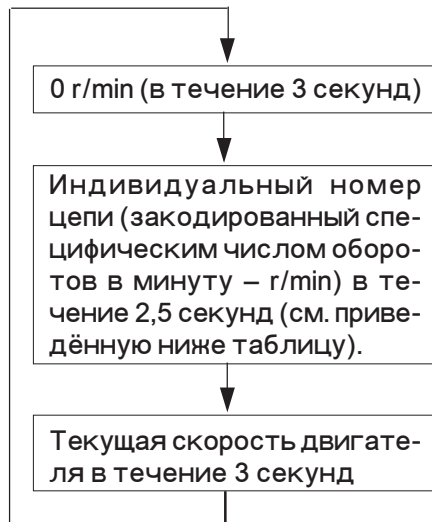 0 r/min (в течение 3 секунд)
Индивидуальный номер
цепи (закодированный спе-
цифическим числом оборо-
тов в минуту – r/min) в те-
чение 2,5 секунд (см. приве-
дённую ниже таблицу).
Текущая скорость двигате-
ля в течение 3 секунд